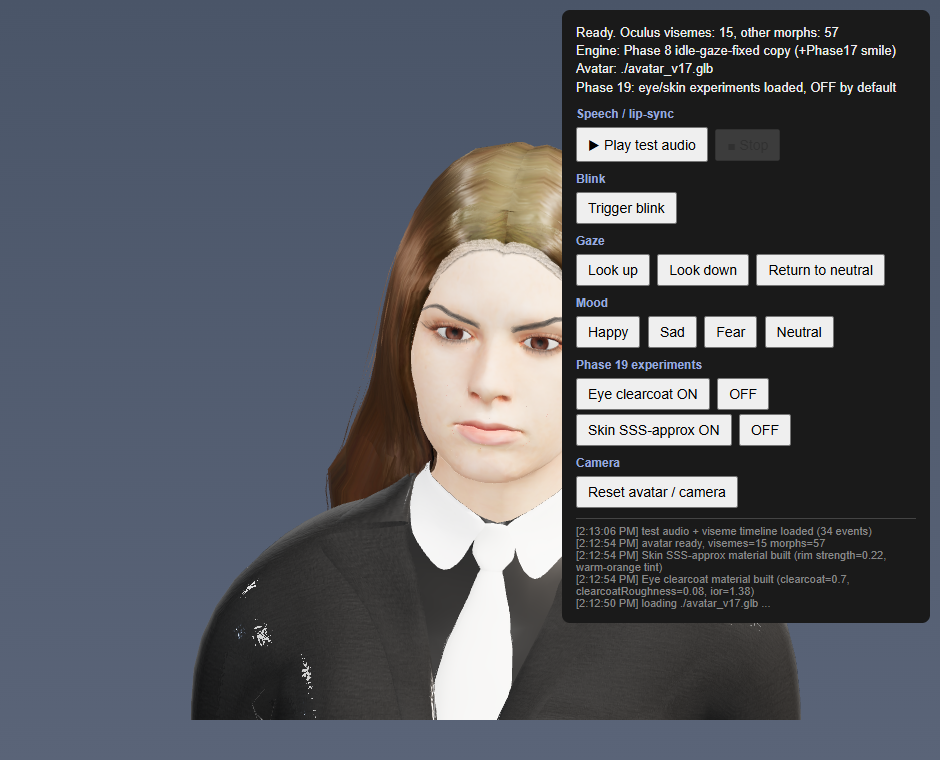 Ready. Oculus visemes: 15, other morphs: 57
Engine: Phase 8 idle-gaze-fixed copy (+Phase17 smile)
Avatar: ./avatar_v17.glb
Phase 19: eye/skin experiments loaded, OFF by default
Speech / lip-sync
▶ Play test audio ■ Stop
Blink
Trigger blink
Gaze
Look up Look down Return to neutral
Mood
Happy Sad Fear Neutral
Phase 19 experiments
Eye clearcoat ON OFF
Skin SSS-approx ON OFF
Camera
Reset avatar / camera
[2:13:06 PM] test audio + viseme timeline loaded (34 events)
[2:12:54 PM] avatar ready, visemes=15 morphs=57
[2:12:54 PM] Skin SSS-approx material built (rim strength=0.22,
warm-orange tint)
[2:12:54 PM] Eye clearcoat material built (clearcoat=0.7,
clearcoatRoughness=0.08, ior=1.38)
[2:12:50 PM] loading ./avatar_v17.glb ...